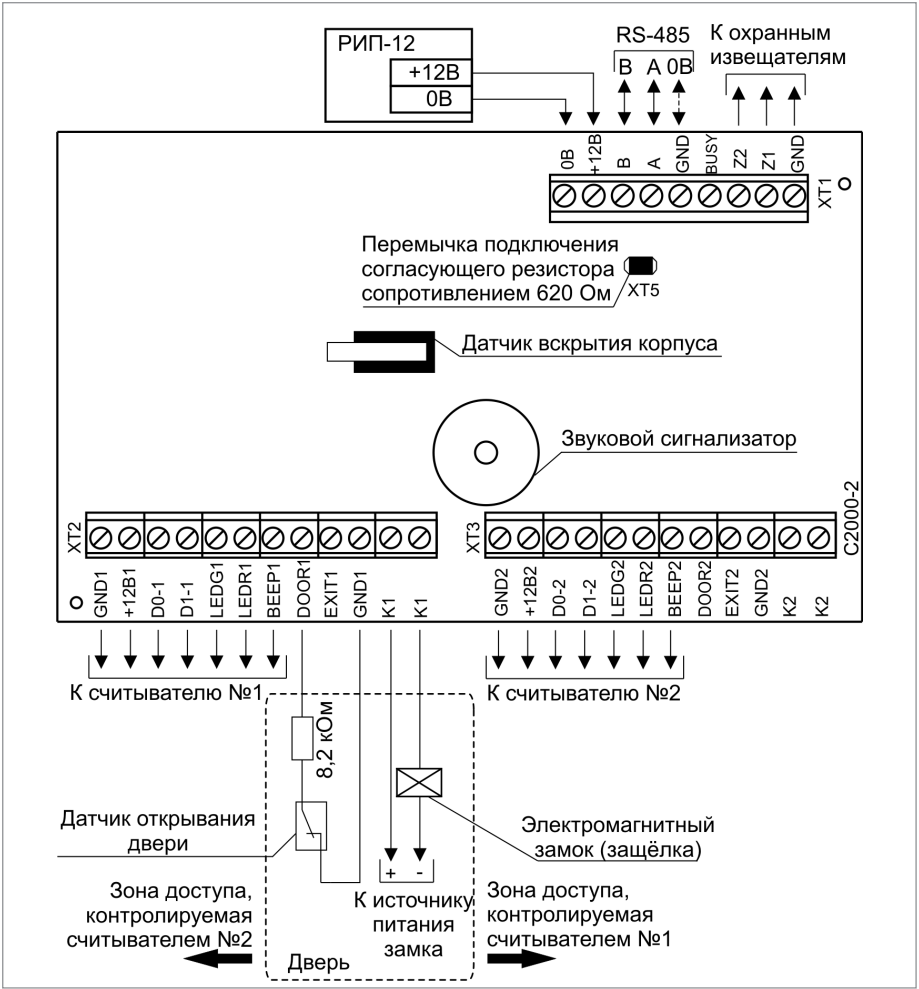 РИП-12
+12В
0В
RS-485
B A 0В
К охранным
извещателям
0В
+12В
B
A
GND
BUSY
Z2
Z1
GND
XT1
Перемычка подключения
согласующего резистора
сопротивлением 620 Ом
XT5
Датчик вскрытия корпуса
Звуковой сигнализатор
С2000-2
XT2
GND1
+12В1
D0-1
D1-1
LEDG1
LEDR1
BEEP1
DOOR1
EXIT1
GND1
K1
K1
XT3
GND2
+12В2
D0-2
D1-2
LEDG2
LEDR2
BEEP2
DOOR2
EXIT2
GND2
K2
K2
К считывателю №1
К считывателю №2
8,2 кОм
Датчик открывания
двери
Электромагнитный
замок (защёлка)
+ -
К источнику
питания
замка
Зона доступа,
контролируемая
считывателем №2
Зона доступа,
контролируемая
считывателем №1
Дверь